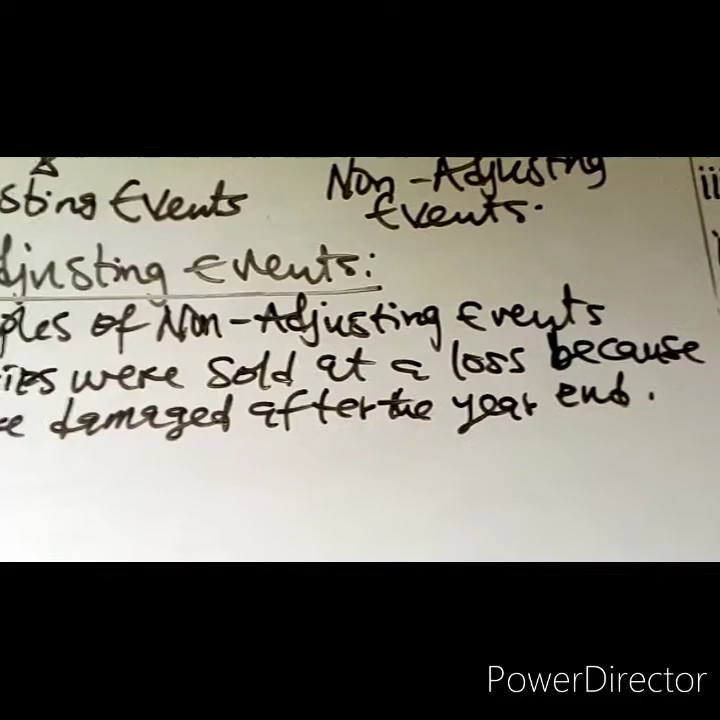 sting Events
Non-Adjusting
Events.
djusting Events:
ples of Non-Adjusting Events
ies were sold at a loss because
e damaged after the year end.
ii
PowerDirector